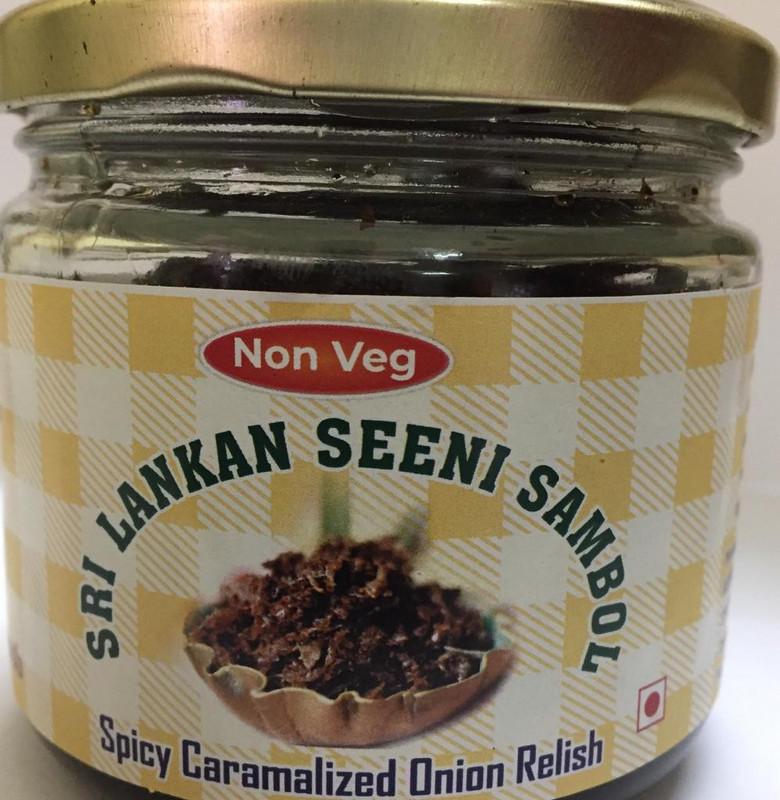 Non Veg
SRI LANKAN SEENI SAMBOL
Spicy Caramalized Onion Relish